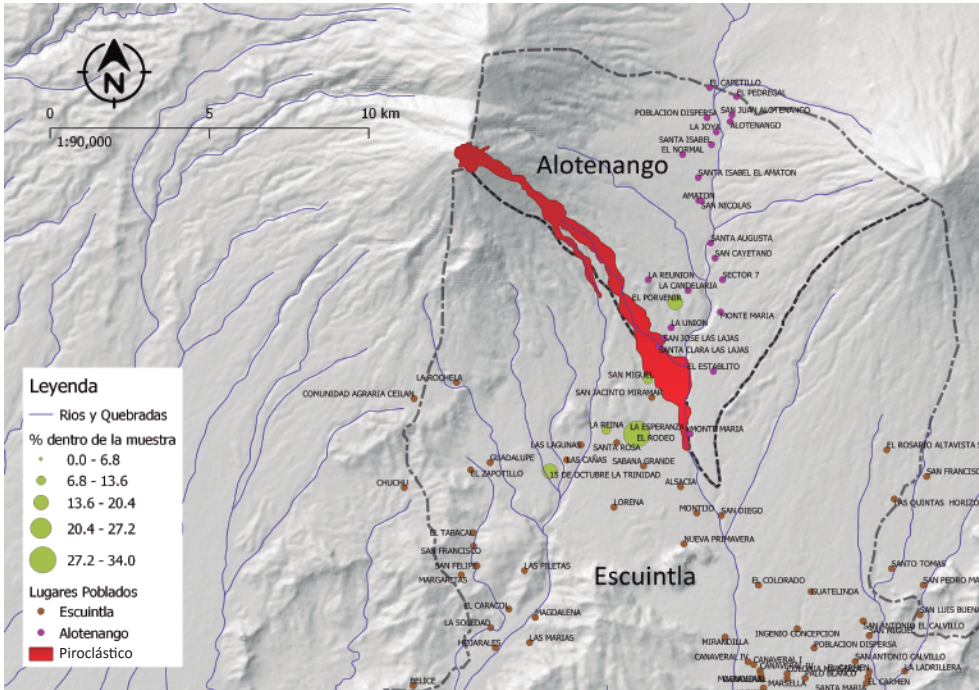 N
0 5 10 km
1:90,000
EL CAPETILLO
EL PEDREGAL
SAN JUAN ALOTENANGO
POBLACION DISPERSA
ALOTENANGO
LA JOYA
SANTA ISABEL
EL NORMAL
Alotenango
SANTA ISABEL EL AMATON
AMATON
SAN NICOLAS
SANTA AUGUSTA
SAN CAYETANO
LA REUNION
SECTOR 7
LA CANDELARIA
EL PORVENIR
MONTE MARIA
LA UNION
SAN JOSE LAS LAJAS
SANTA CLARA LAS LAJAS
EL ESTABLITO
SAN MIGUEL
LA ROCHELA
COMUNIDAD AGRARIA CEILAN
SAN JACINTO MIRAMAR
LA REINA
LA ESPERANZA
MONTE MARIA
EL RODEO
LAS LAGUNAS
SANTA ROSA
EL ROSARIO ALTAVISTA S
GUADALUPE
LAS CAÑAS
SABANA GRANDE
EL ZAPOTILLO
15 DE OCTUBRE LA TRINIDAD
SAN FRANCISC
CHUCHU
ALSACIA
LAS QUINTAS HORIZO
LORENA
MONTIJO
SAN DIEGO
EL TABACAL
NUEVA PRIMAVERA
SAN FRANCISCO
SAN FELIPE
LAS PILETAS
SANTO TOMAS
MARGARITAS
Escuintla
EL COLORADO
SAN PEDRO MA
GUATELINDA
EL CARACOL
MAGDALENA
SAN LUIS BUENA
LA SOLEDAD
SAN ANTONIO EL CALVILLO
INGENIO CONCEPCION
SAN MIGUEL
HOJARALES
LAS MARIAS
MIRANDILLA
POBLACION DISPERSA
CANAVERAL IV
CANAVERAL I
SAN ANTONIO CALVILLO
CANAVERAL IV
EL CARMEN
LA LADRILLERA
MARSELLA
ALO BLANCO
EL CARMEN
BELICE
SANTA MARIA
Leyenda
Rios y Quebradas
% dentro de la muestra
0.0 - 6.8
6.8 - 13.6
13.6 - 20.4
20.4 - 27.2
27.2 - 34.0
Lugares Poblados
Escuintla
Alotenango
Piroclástico